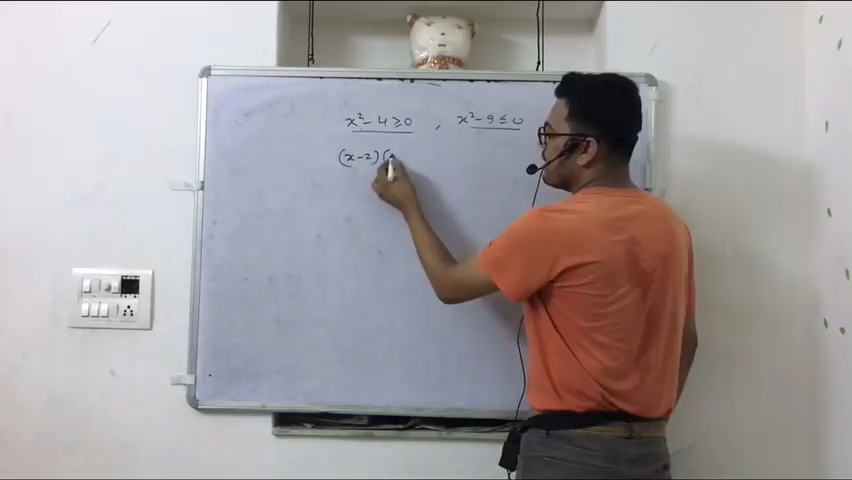 x² - 4 ≥ 0 , x² - 9 ≤ 0
(x - 2) (